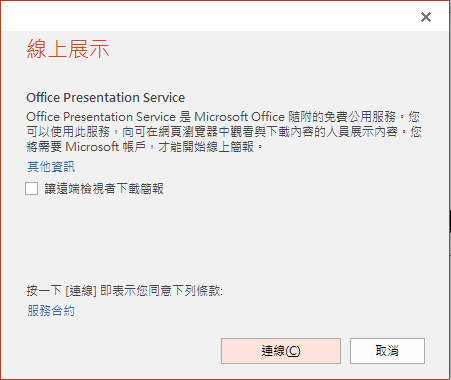 線上展示
Office Presentation Service
Office Presentation Service 是 Microsoft Office 隨附的免費公用服務。您
可以使用此服務，向可在網頁瀏覽器中觀看與下載內容的人員展示內容。您
將需要 Microsoft 帳戶，才能開始線上簡報。
其他資訊
讓遠端檢視者下載簡報
按一下 [連線] 即表示您同意下列條款:
服務合約
連線(C)
取消